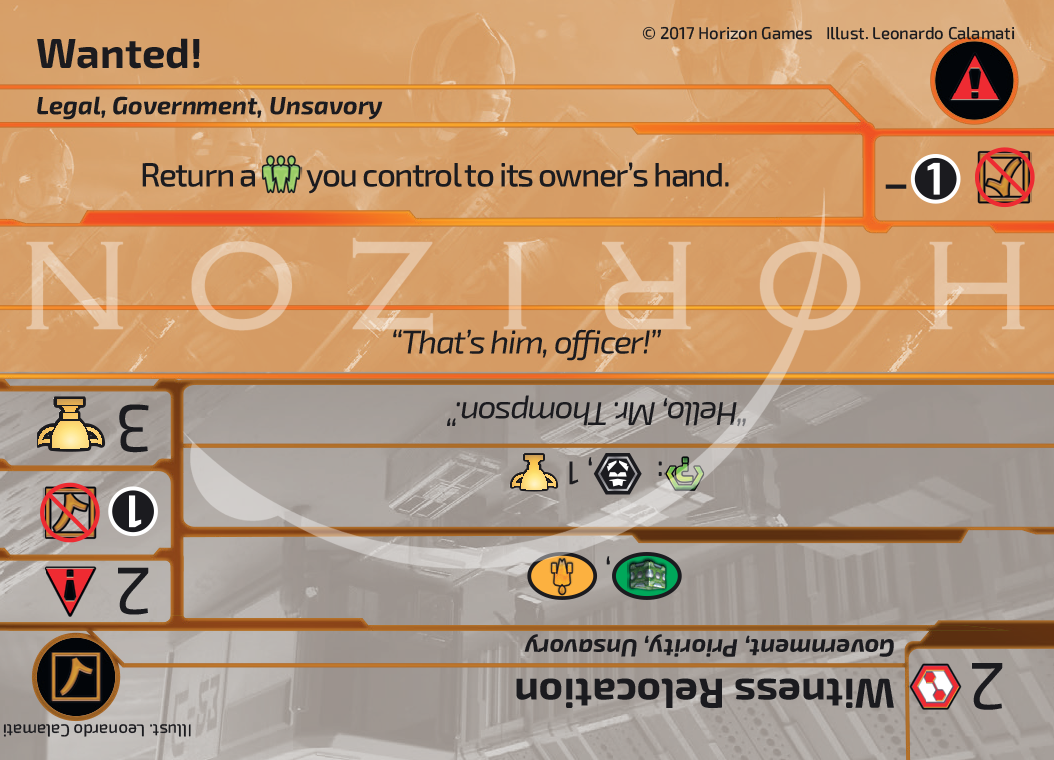 © 2017 Horizon Games Illust. Leonardo Calamati
Wanted!
Legal, Government, Unsavory
Return a you control to its owner's hand.
– 1
HORIZON
“That's him, officer!”
2
Witness Relocation
Government, Priority, Unsavory
Illust. Leonardo Calamati
,
2
: , 1
1
“Hello, Mr. Thompson.”
3